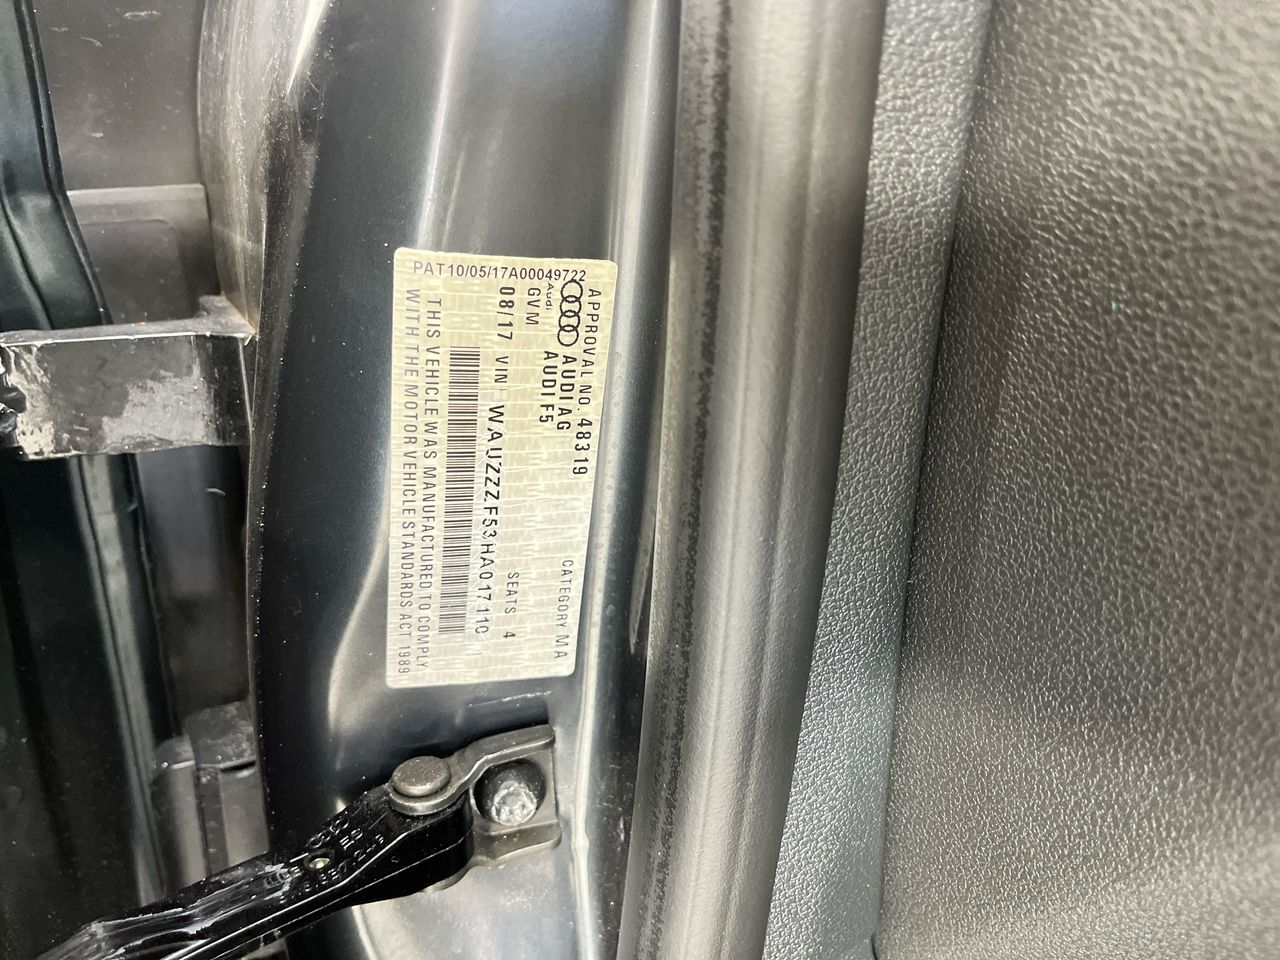 PAT10/05/17A00049722
APPROVAL NO. 48319
CATEGORY MA
Audi
AUDI AG
AUDI F5
GVM
SEATS 4
08/17 VIN WAUZZZF53HA017110
THIS VEHICLE WAS MANUFACTURED TO COMPLY
WITH THE MOTOR VEHICLE STANDARDS ACT 1989